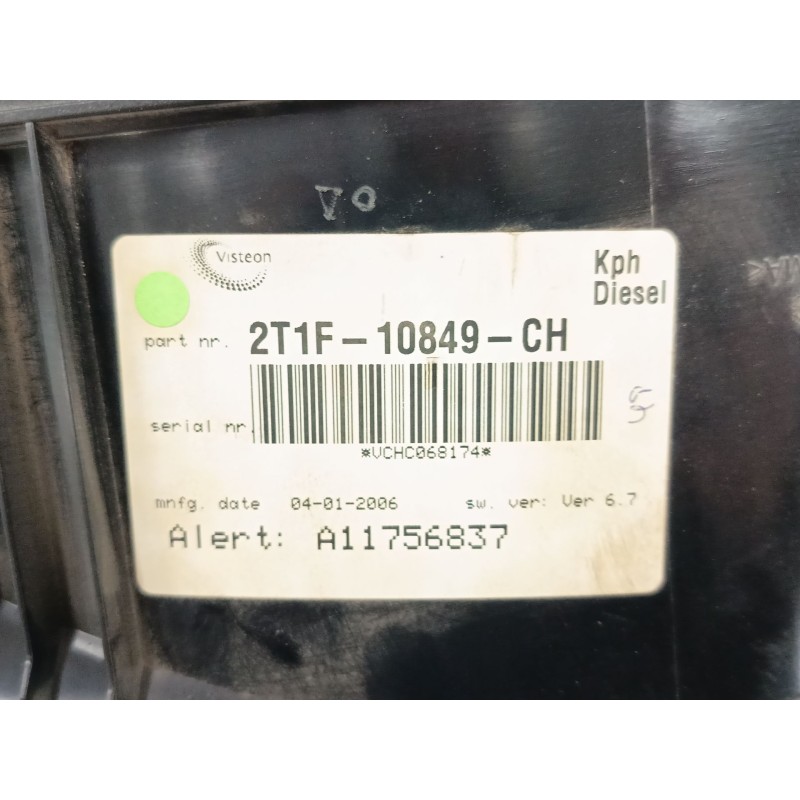 Visteon
Kph
Diesel
part nr. 2T1F-10849-CH
serial nr.
*VCHC068174*
mnfg. date 04-01-2006 sw. ver: Ver 6.7
Alert: A11756837